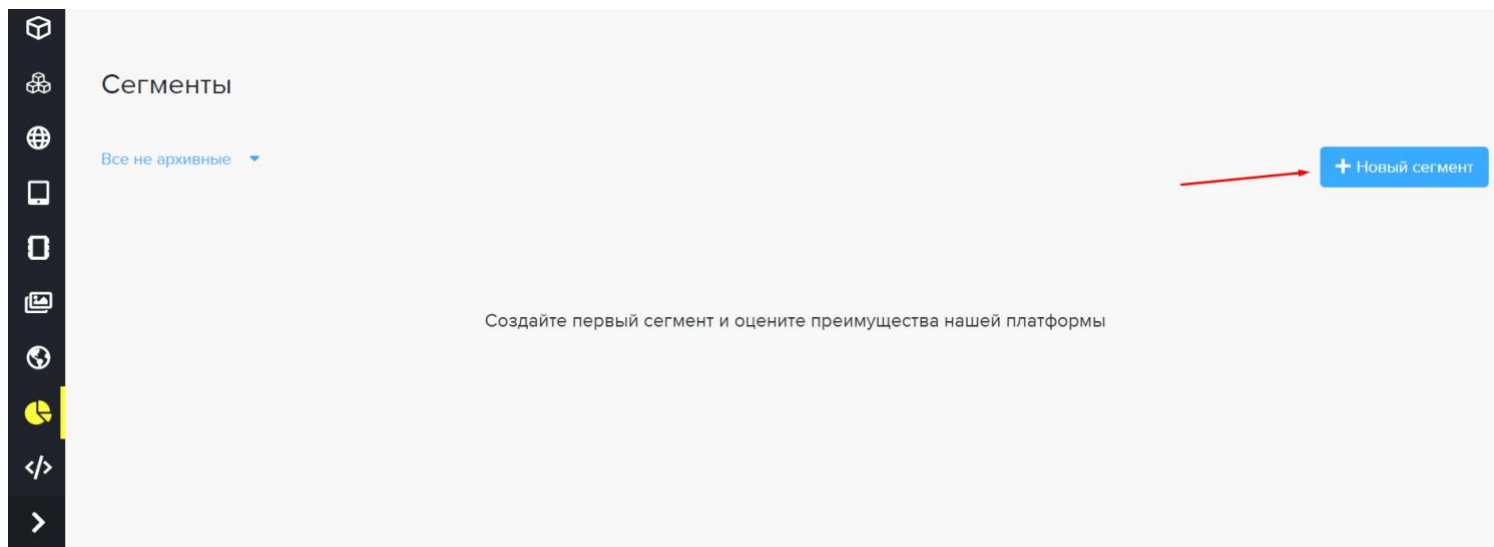 Сегменты
Все не архивные
+ Новый сегмент
Создайте первый сегмент и оцените преимущества нашей платформы